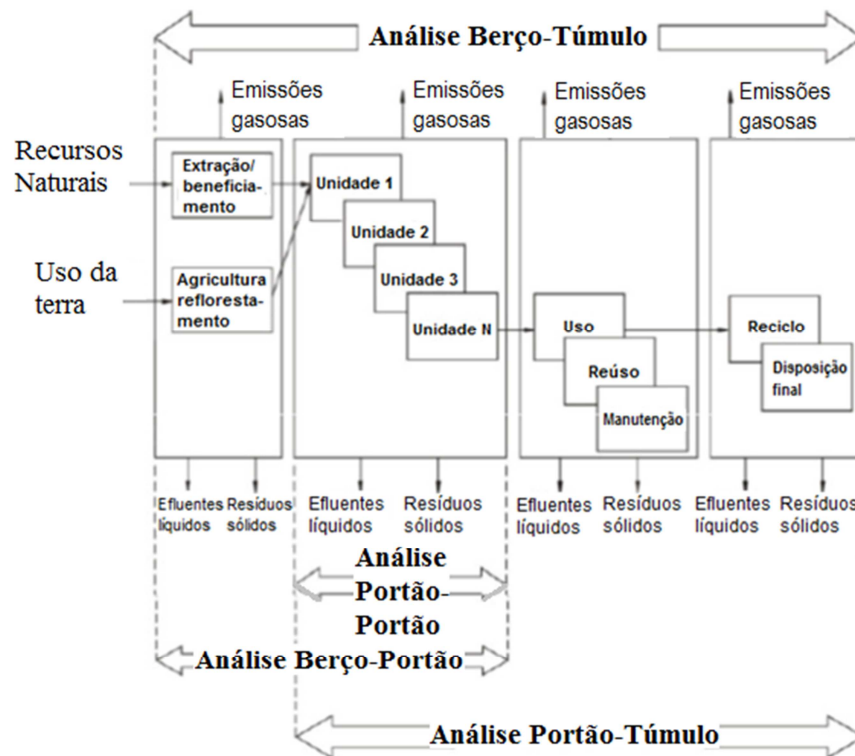 Análise Berço-Túmulo
Emissões
gasosas
Emissões
gasosas
Emissões
gasosas
Emissões
gasosas
Recursos
Naturais
Extração/
beneficia-
mento
Unidade 1
Unidade 2
Uso da
terra
Agricultura
refloresta-
mento
Unidade 3
Unidade N
Uso
Reúso
Manutenção
Reciclo
Disposição
final
Efluentes
líquidos
Resíduos
sólidos
Efluentes
líquidos
Resíduos
sólidos
Efluentes
líquidos
Resíduos
sólidos
Efluentes
líquidos
Resíduos
sólidos
Análise
Portão-
Portão
Análise Berço-Portão
Análise Portão-Túmulo